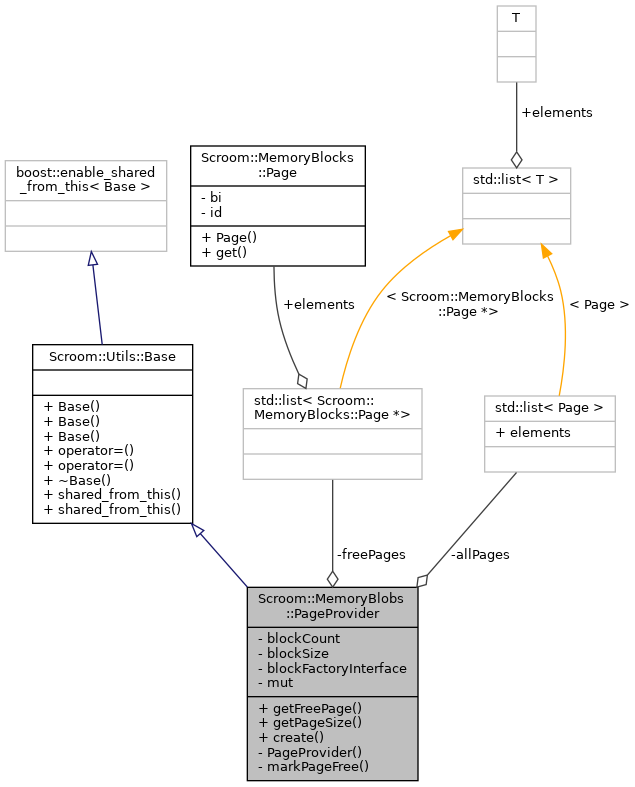 T
+elements
boost::enable_shared
_from_this< Base >
Scroom::MemoryBlocks
::Page
- bi
- id
+ Page()
+ get()
std::list< T >
+elements
< Scroom::MemoryBlocks
::Page *>
< Page >
Scroom::Utils::Base
+ Base()
+ Base()
+ Base()
+ operator=()
+ operator=()
+ ~Base()
+ shared_from_this()
+ shared_from_this()
std::list< Scroom::
MemoryBlocks::Page *>
std::list< Page >
+ elements
-freePages
-allPages
Scroom::MemoryBlobs
::PageProvider
- blockCount
- blockSize
- blockFactoryInterface
- mut
+ getFreePage()
+ getPageSize()
+ create()
- PageProvider()
- markPageFree()